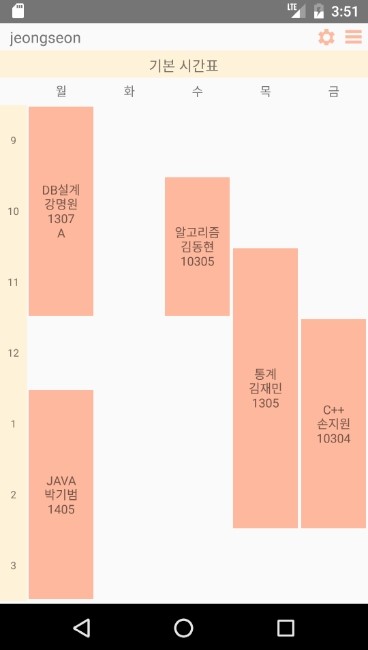 LTE 3:51
jeongseon
기본 시간표
월 화 수 목 금
9
10
11
12
1
2
3
DB설계
강명원
1307
A
JAVA
박기범
1405
알고리즘
김동현
10305
통계
김재민
1305
C++
손지원
10304